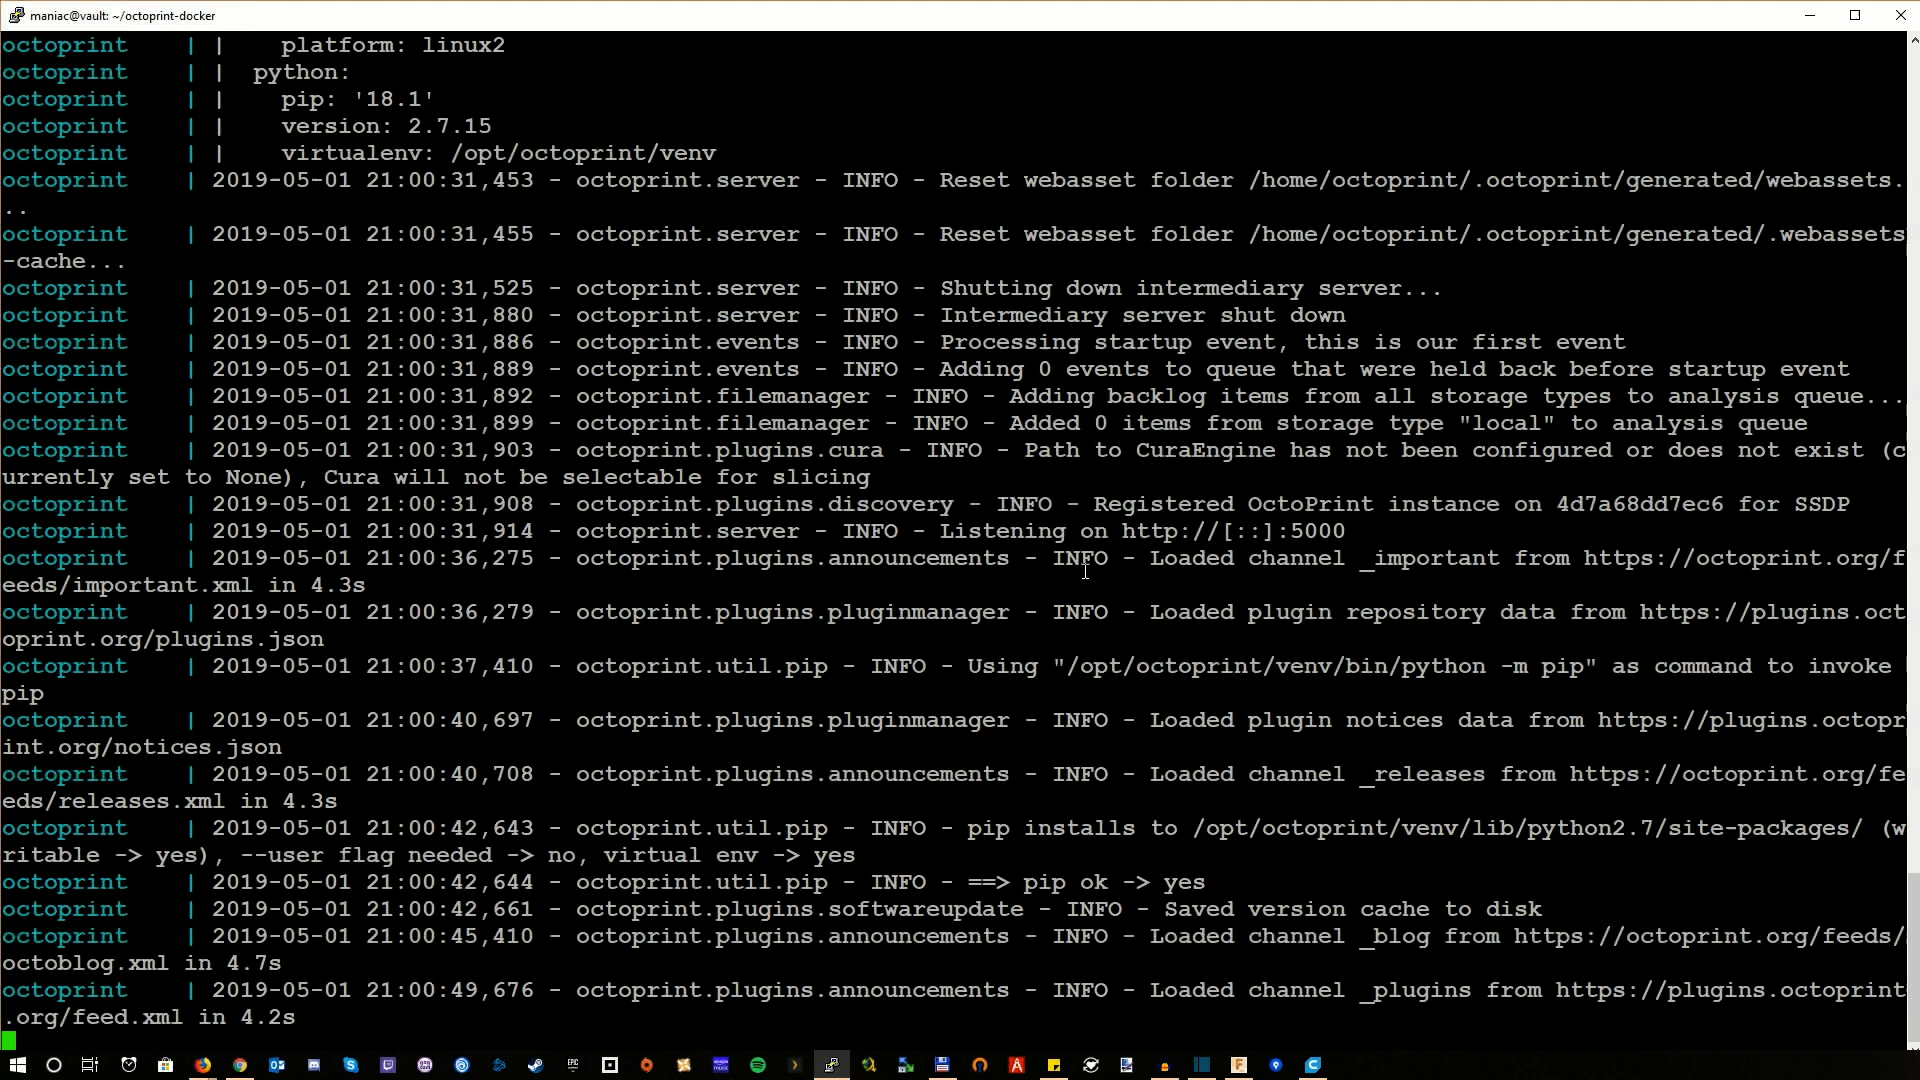 maniac@vault: ~/octoprint-docker
octoprint    | |    platform: linux2
octoprint    | |  python:
octoprint    | |    pip: '18.1'
octoprint    | |    version: 2.7.15
octoprint    | |    virtualenv: /opt/octoprint/venv
octoprint    | 2019-05-01 21:00:31,453 - octoprint.server - INFO - Reset webasset folder /home/octoprint/.octoprint/generated/webassets.
..
octoprint    | 2019-05-01 21:00:31,455 - octoprint.server - INFO - Reset webasset folder /home/octoprint/.octoprint/generated/.webassets
-cache...
octoprint    | 2019-05-01 21:00:31,525 - octoprint.server - INFO - Shutting down intermediary server...
octoprint    | 2019-05-01 21:00:31,880 - octoprint.server - INFO - Intermediary server shut down
octoprint    | 2019-05-01 21:00:31,886 - octoprint.events - INFO - Processing startup event, this is our first event
octoprint    | 2019-05-01 21:00:31,889 - octoprint.events - INFO - Adding 0 events to queue that were held back before startup event
octoprint    | 2019-05-01 21:00:31,892 - octoprint.filemanager - INFO - Adding backlog items from all storage types to analysis queue...
octoprint    | 2019-05-01 21:00:31,899 - octoprint.filemanager - INFO - Added 0 items from storage type "local" to analysis queue
octoprint    | 2019-05-01 21:00:31,903 - octoprint.plugins.cura - INFO - Path to CuraEngine has not been configured or does not exist (c
urrently set to None), Cura will not be selectable for slicing
octoprint    | 2019-05-01 21:00:31,908 - octoprint.plugins.discovery - INFO - Registered OctoPrint instance on 4d7a68dd7ec6 for SSDP
octoprint    | 2019-05-01 21:00:31,914 - octoprint.server - INFO - Listening on http://[::]:5000
octoprint    | 2019-05-01 21:00:36,275 - octoprint.plugins.announcements - INFO - Loaded channel _important from https://octoprint.org/f
eeds/important.xml in 4.3s
octoprint    | 2019-05-01 21:00:36,279 - octoprint.plugins.pluginmanager - INFO - Loaded plugin repository data from https://plugins.oct
oprint.org/plugins.json
octoprint    | 2019-05-01 21:00:37,410 - octoprint.util.pip - INFO - Using "/opt/octoprint/venv/bin/python -m pip" as command to invoke
pip
octoprint    | 2019-05-01 21:00:40,697 - octoprint.plugins.pluginmanager - INFO - Loaded plugin notices data from https://plugins.octopr
int.org/notices.json
octoprint    | 2019-05-01 21:00:40,708 - octoprint.plugins.announcements - INFO - Loaded channel _releases from https://octoprint.org/fe
eds/releases.xml in 4.3s
octoprint    | 2019-05-01 21:00:42,643 - octoprint.util.pip - INFO - pip installs to /opt/octoprint/venv/lib/python2.7/site-packages/ (w
ritable -> yes), --user flag needed -> no, virtual env -> yes
octoprint    | 2019-05-01 21:00:42,644 - octoprint.util.pip - INFO - ==> pip ok -> yes
octoprint    | 2019-05-01 21:00:42,661 - octoprint.plugins.softwareupdate - INFO - Saved version cache to disk
octoprint    | 2019-05-01 21:00:45,410 - octoprint.plugins.announcements - INFO - Loaded channel _blog from https://octoprint.org/feeds/
octoblog.xml in 4.7s
octoprint    | 2019-05-01 21:00:49,676 - octoprint.plugins.announcements - INFO - Loaded channel _plugins from https://plugins.octoprint
.org/feed.xml in 4.2s